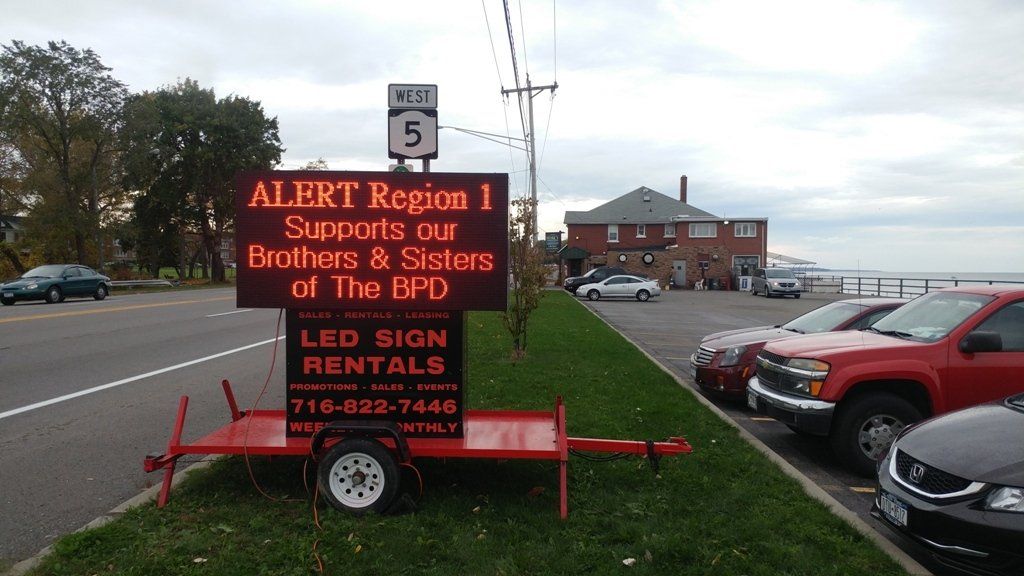 WEST
5
ALERT Region 1
Supports our
Brothers & Sisters
of The BPD
SALES - RENTALS - LEASING
LED SIGN
RENTALS
PROMOTIONS - SALES - EVENTS
716-822-7446